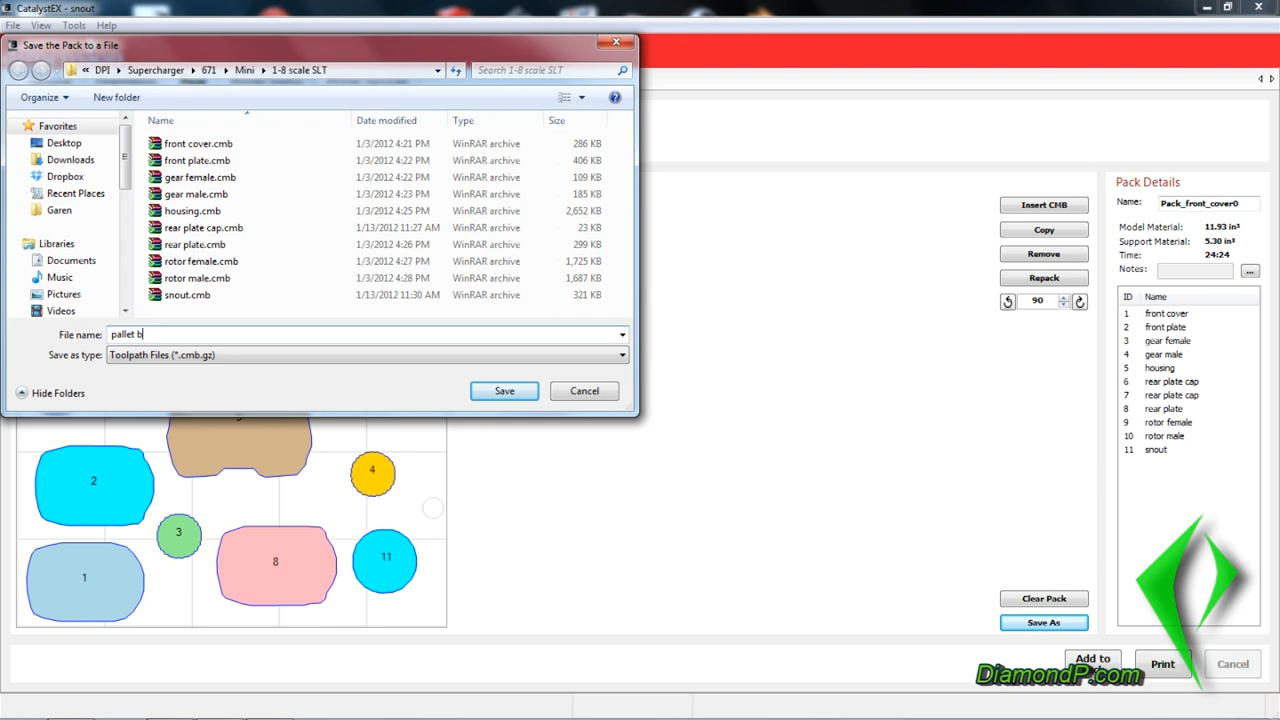 CatalystEX - snout
File View Tools Help
Save the Pack to a File
« DPI Supercharger 671 Mini 1-8 scale SLT
Search 1-8 scale SLT
Organize New folder
Name Date modified Type Size
Favorites
Desktop
Downloads
Dropbox
Recent Places
Garen
Libraries
Documents
Music
Pictures
Videos
front cover.cmb 1/3/2012 4:21 PM WinRAR archive 286 KB
front plate.cmb 1/3/2012 4:22 PM WinRAR archive 406 KB
gear female.cmb 1/3/2012 4:22 PM WinRAR archive 109 KB
gear male.cmb 1/3/2012 4:23 PM WinRAR archive 185 KB
housing.cmb 1/3/2012 4:25 PM WinRAR archive 2,652 KB
rear plate cap.cmb 1/13/2012 11:27 AM WinRAR archive 23 KB
rear plate.cmb 1/3/2012 4:26 PM WinRAR archive 299 KB
rotor female.cmb 1/3/2012 4:27 PM WinRAR archive 1,725 KB
rotor male.cmb 1/3/2012 4:28 PM WinRAR archive 1,687 KB
snout.cmb 1/13/2012 11:30 AM WinRAR archive 321 KB
File name: pallet b
Save as type: Toolpath Files (*.cmb.gz)
Hide Folders
Save
Cancel
2
4
3
8
11
1
Insert CMB
Copy
Remove
Repack
90
Clear Pack
Save As
Pack Details
Name: Pack_front_cover0
Model Material: 11.93 in³
Support Material: 5.30 in³
Time: 24:24
Notes: ...
ID Name
1 front cover
2 front plate
3 gear female
4 gear male
5 housing
6 rear plate cap
7 rear plate cap
8 rear plate
9 rotor female
10 rotor male
11 snout
Add to
Print
Cancel
DiamondP.com